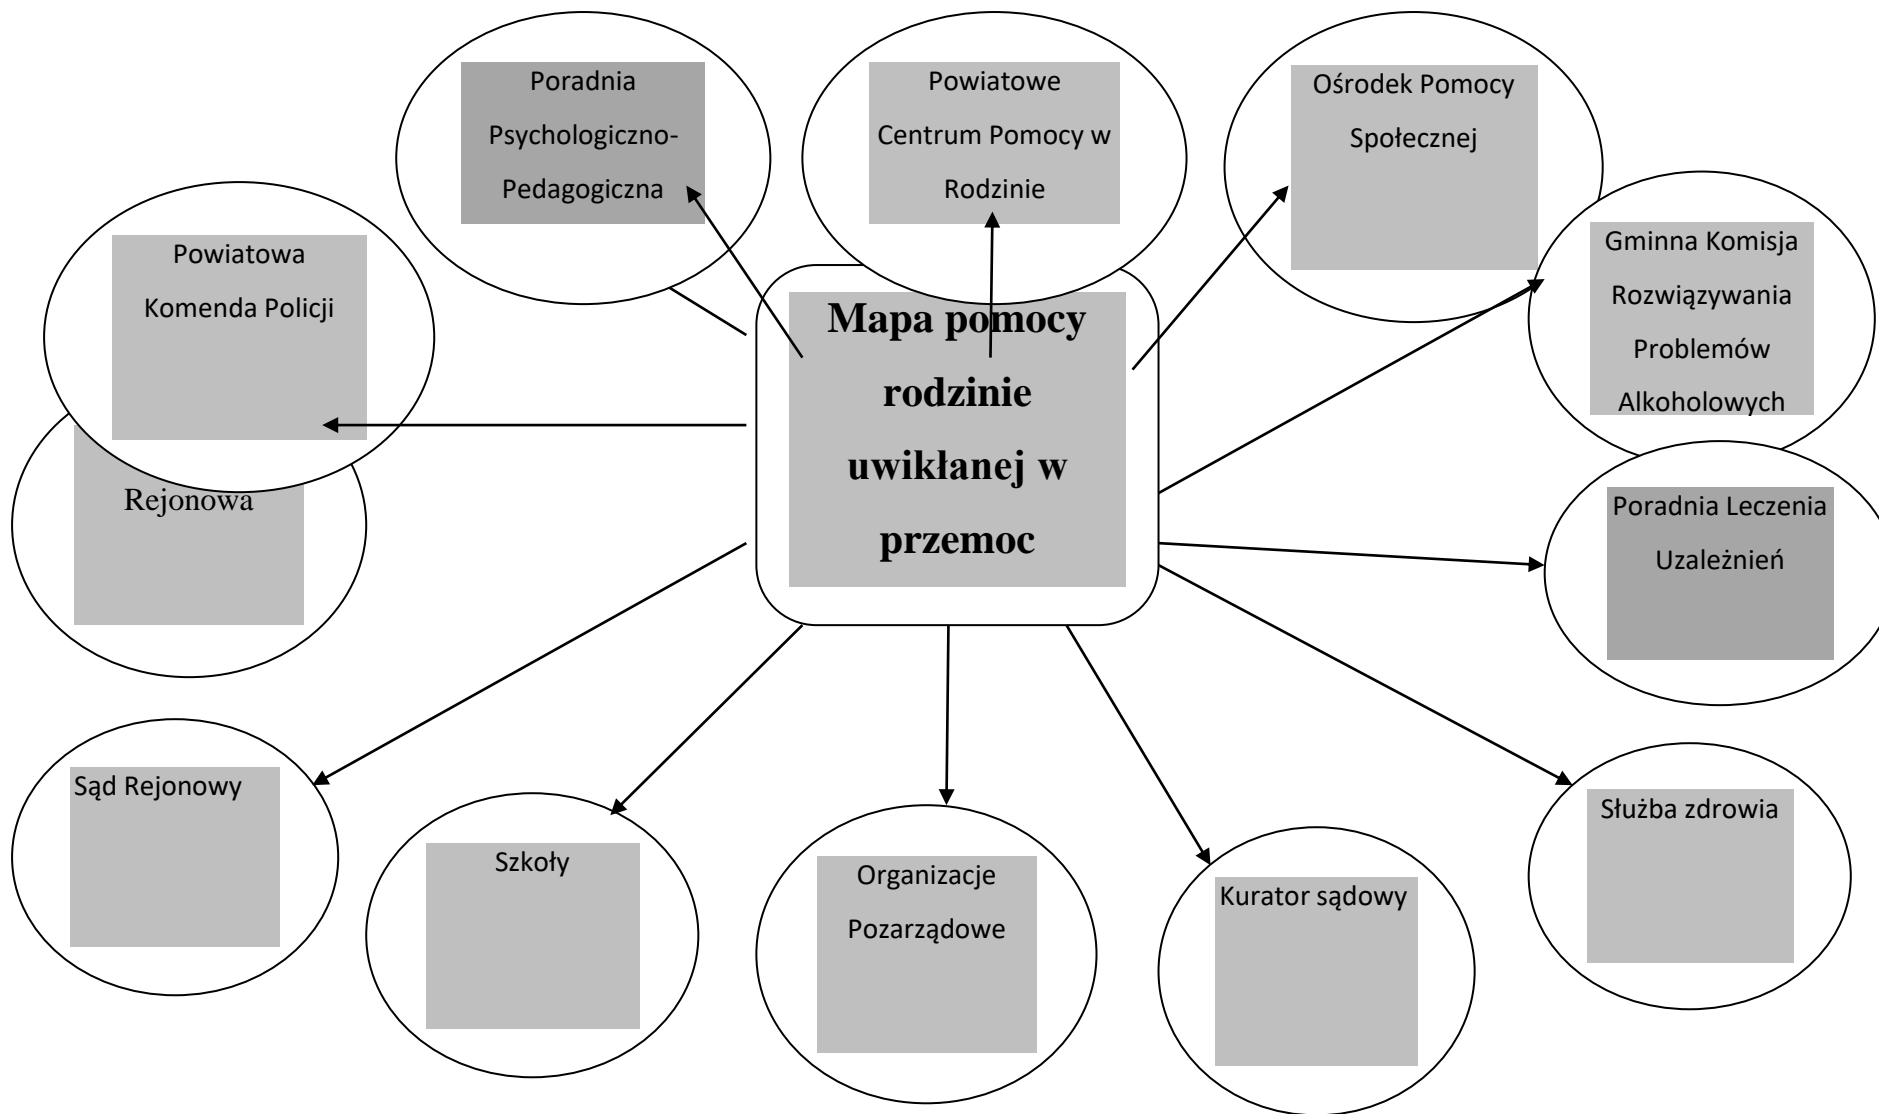 Poradnia
Psychologiczno-
Pedagogiczna
Powiatowe
Centrum Pomocy w
Rodzinie
Ośrodek Pomocy
Społecznej
Powiatowa
Komenda Policji
Gminna Komisja
Rozwiązywania
Problemów
Alkoholowych
Mapa pomocy
rodzinie
uwikłanej w
przemoc
Rejonowa
Poradnia Leczenia
Uzależnień
Sąd Rejonowy
Szkoły
Organizacje
Pozarządowe
Kurator sądowy
Służba zdrowia